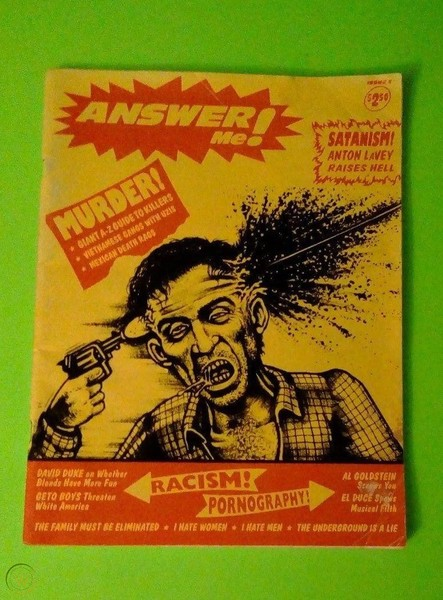 ISSUE 2
ANSWER
Me!
$2.50
SATANISM!
ANTON LaVEY
RAISES HELL
MURDER!
★ GIANT A-Z GUIDE TO KILLERS
★ VIETNAMESE GANGS WITH UZIS
★ MEXICAN DEATH RAGS
DAVID DUKE on Whether
Blonds Have More Fun
GETO BOYS Threaten
White America
RACISM!
PORNOGRAPHY!
AL GOLDSTEIN
Screws You
EL DUCE
Musical Filth
THE FAMILY MUST BE ELIMINATED ★ I HATE WOMEN ★ I HATE MEN ★ THE UNDERGROUND IS A LIE